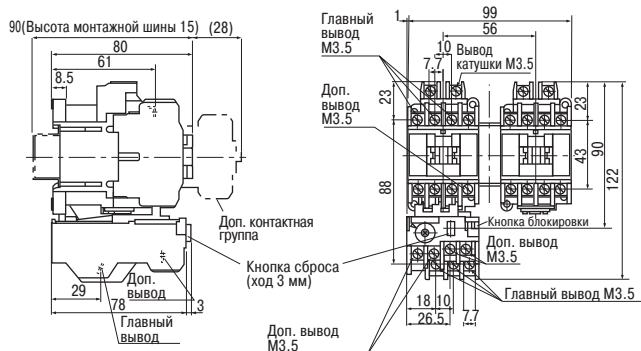 90(Высота монтажной шины 15)
(28)
80
61
8.5
Доп. контактная
группа
Кнопка сброса
(ход 3 мм)
29
Доп.
вывод
78
3
Главный
вывод
Главный
вывод
M3.5
1
99
56
10
7.7
Вывод
катушки M3.5
23
Доп.
вывод
M3.5
88
23
43
90
122
Кнопка блокировки
Доп. вывод
M3.5
Главный вывод M3.5
18
10
26.5
7.7
Доп. вывод
M3.5